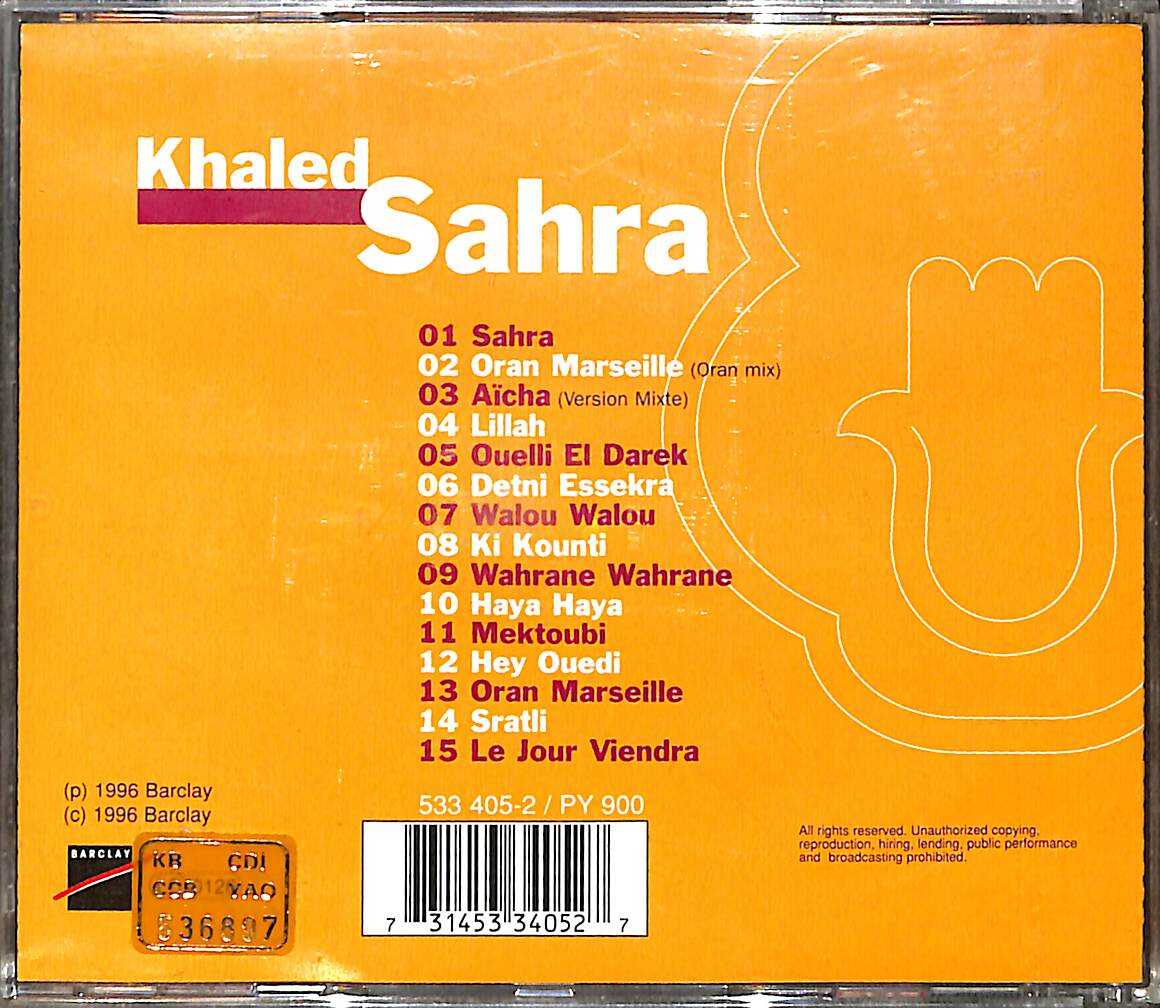 Khaled
Sahra
01 Sahra
02 Oran Marseille (Oran mix)
03 Aïcha (Version Mixte)
04 Lillah
05 Ouelli El Darek
06 Detni Essekra
07 Walou Walou
08 Ki Kounti
09 Wahrane Wahrane
10 Haya Haya
11 Mektoubi
12 Hey Ouedi
13 Oran Marseille
14 Sratli
15 Le Jour Viendra
(p) 1996 Barclay
(c) 1996 Barclay
533 405-2 / PY 900
All rights reserved. Unauthorized copying,
reproduction, hiring, lending, public performance
and broadcasting prohibited.
BARCLAY
KB CDI
CCB XAO
7 31453 34052 7